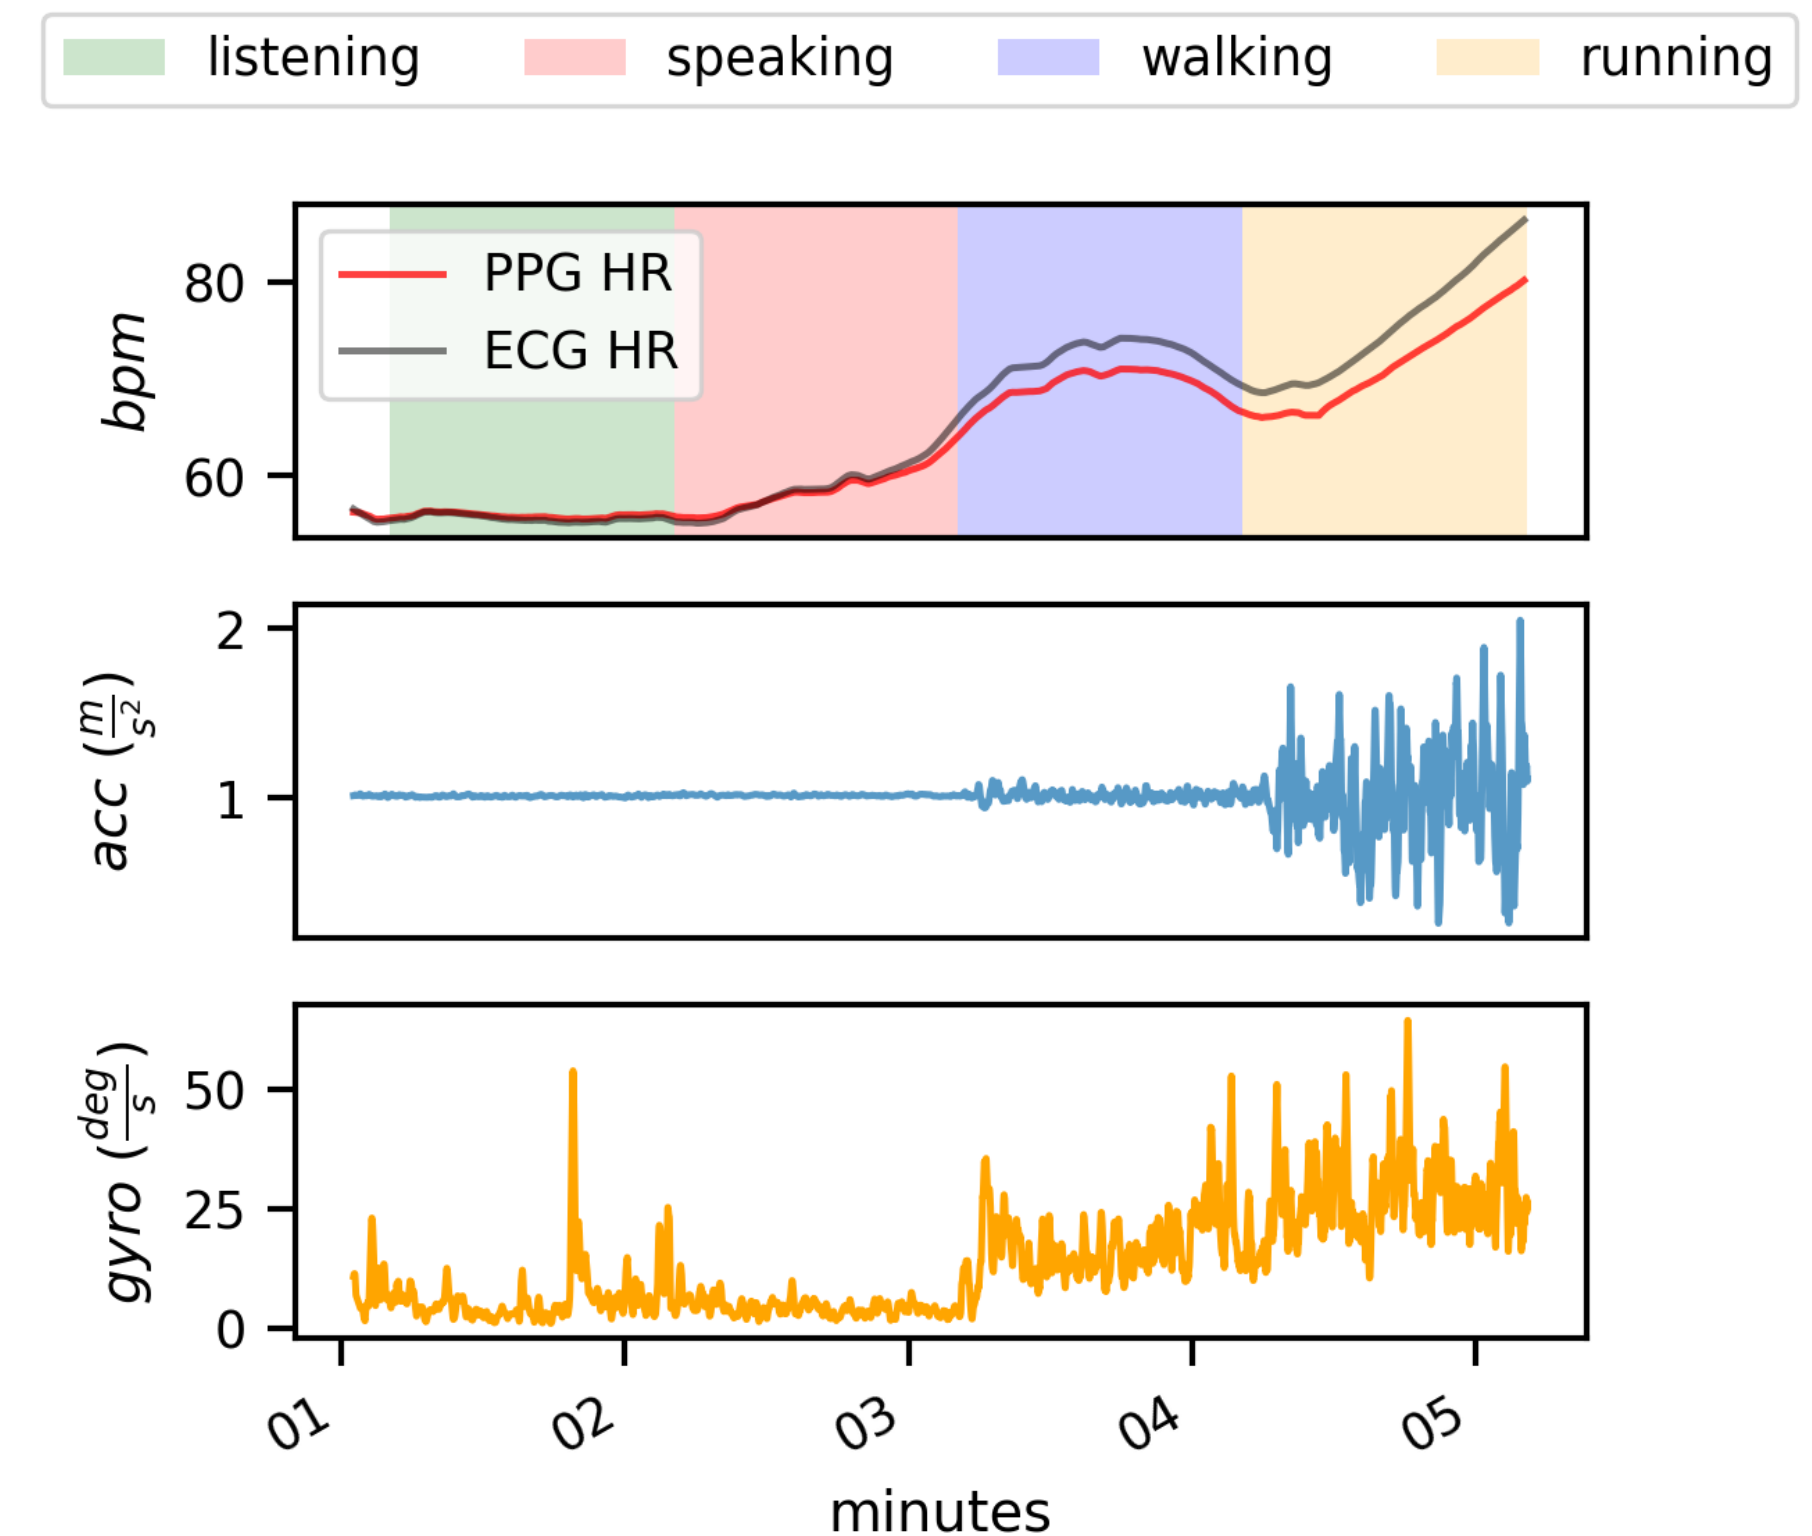 listening speaking walking running
PPG HR
ECG HR
80
60
bpm
2
1
acc (m/s²)
50
25
0
gyro (deg/s)
01 02 03 04 05
minutes